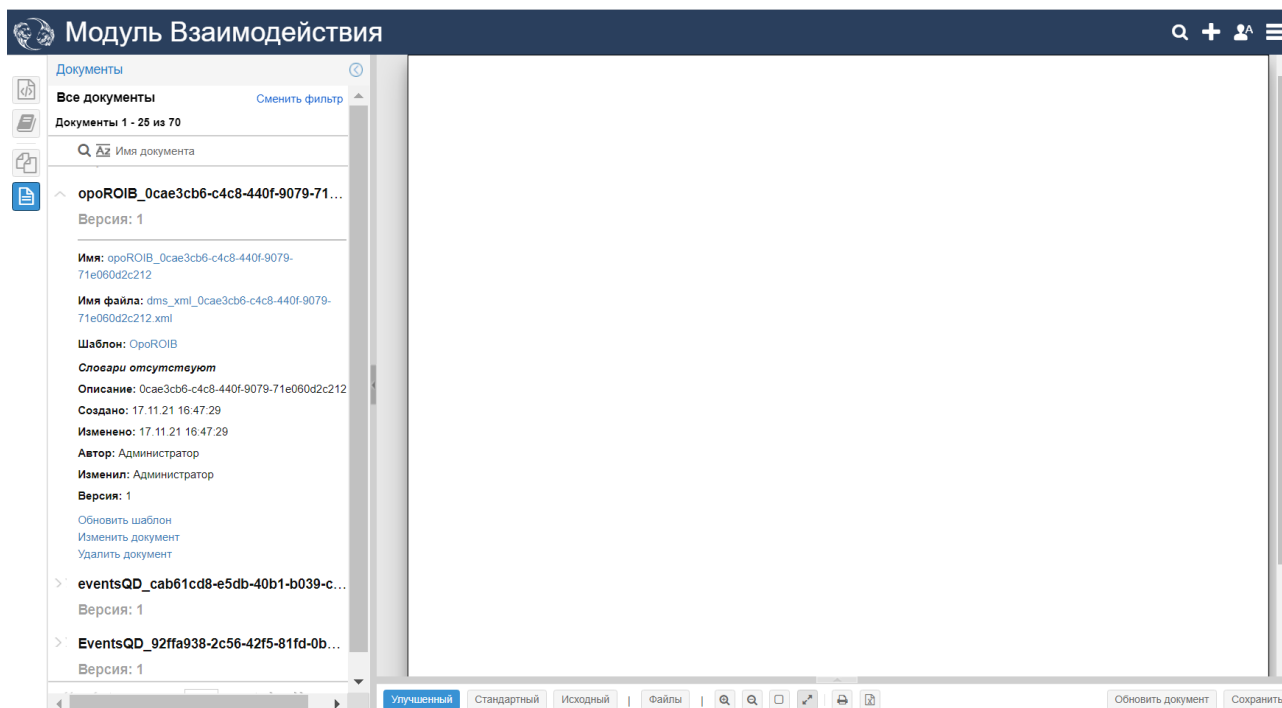 Модуль Взаимодействия
Документы
Все документы
Сменить фильтр
Документы 1 - 25 из 70
Имя документа
opoROIB_0cae3cb6-c4c8-440f-9079-71...
Версия: 1
Имя: opoROIB_0cae3cb6-c4c8-440f-9079-
71e060d2c212
Имя файла: dms_xml_0cae3cb6-c4c8-440f-9079-
71e060d2c212.xml
Шаблон: OpoROIB
Словари отсутствуют
Описание: 0cae3cb6-c4c8-440f-9079-71e060d2c212
Создано: 17.11.21 16:47:29
Изменено: 17.11.21 16:47:29
Автор: Администратор
Изменил: Администратор
Версия: 1
Обновить шаблон
Изменить документ
Удалить документ
eventsQD_cab61cd8-e5db-40b1-b039-c...
Версия: 1
EventsQD_92ffa938-2c56-42f5-81fd-0b...
Версия: 1
Улучшенный Стандартный Исходный | Файлы |
Обновить документ Сохранить